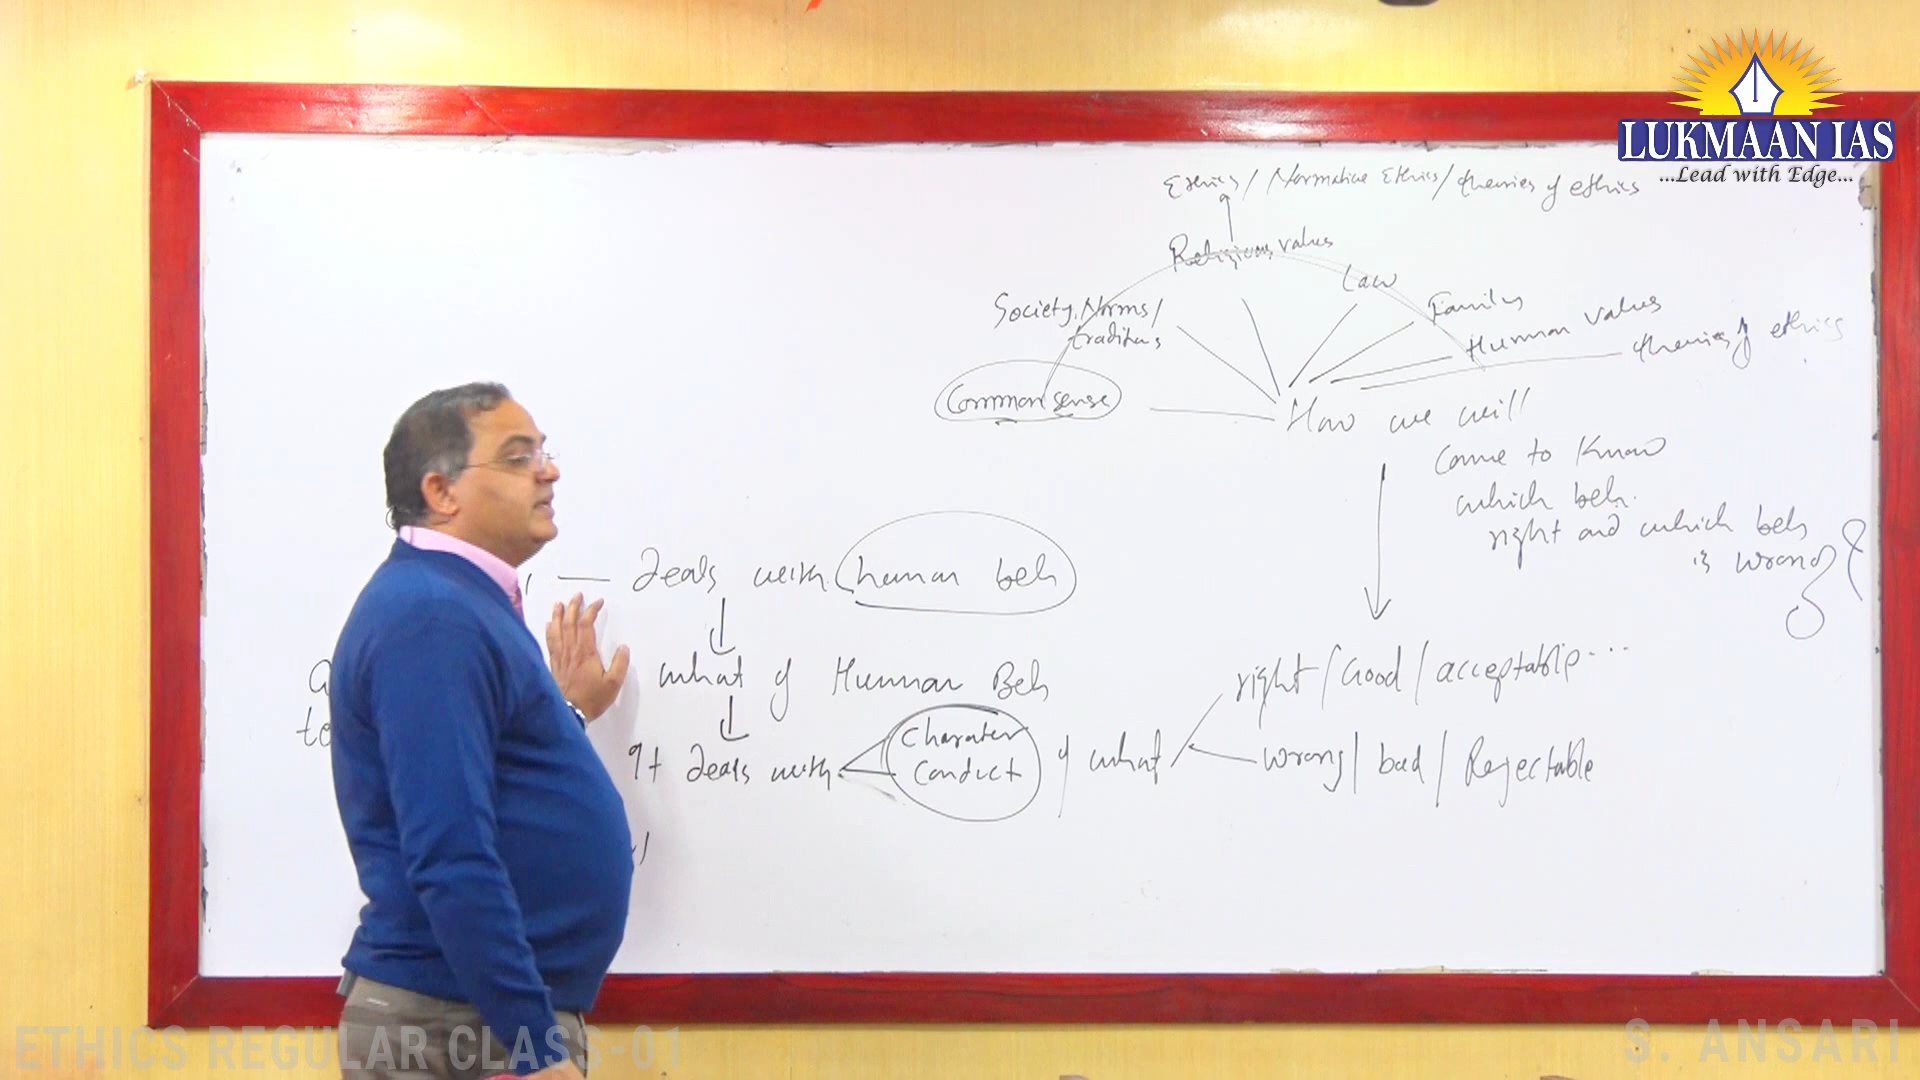 LUKMAAN IAS
...Lead with Edge...
Ethics / Normative Ethics / theories of ethics
Religious values
Law
Society, Norms/
traditions
Family
Human values
theories of ethics
Common sense
How we will
come to know
which beh.
right and which beh
is wrong
Deals with human beh
what of Human Beh
It deals with
Character
Conduct
of what
right / Good / acceptable...
wrong / bad / Rejectable
ETHICS REGULAR CLASS-01
S. ANSARI